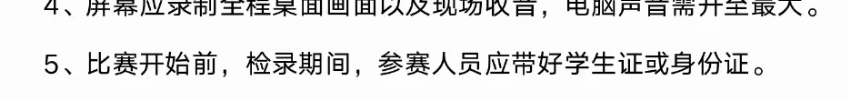 4、屏幕应录制全程桌面画面以及现场收音，电脑声音需开至最大。
5、比赛开始前，检录期间，参赛人员应带好学生证或身份证。